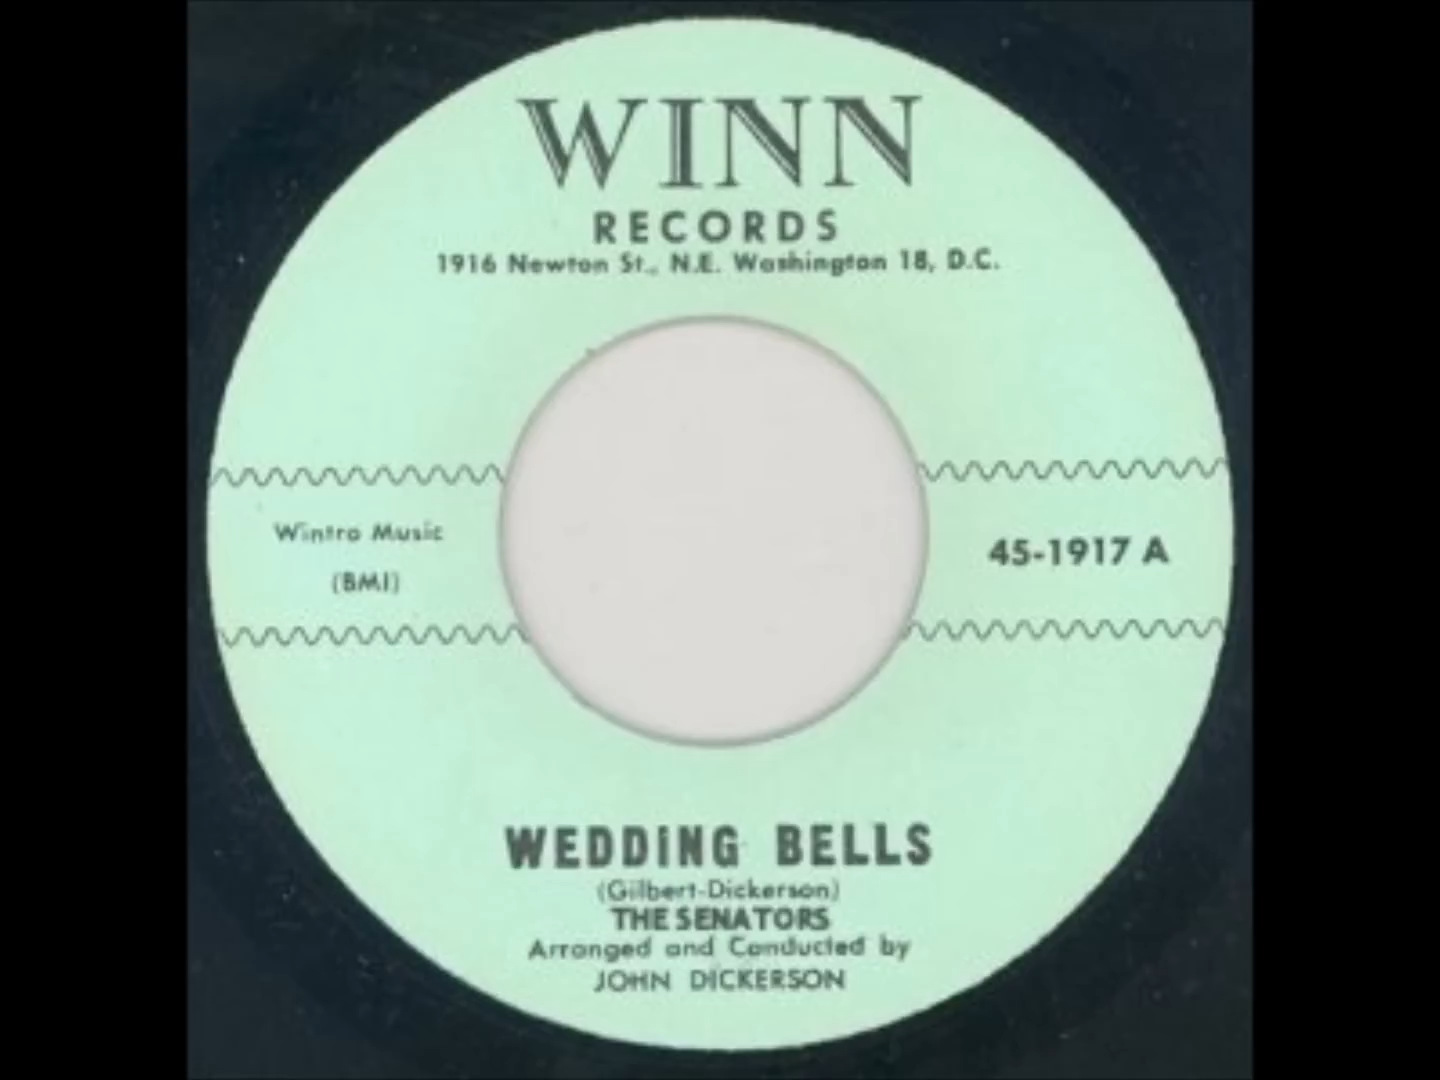 WINN
RECORDS
1916 Newton St., N.E. Washington 18, D.C.
Wintro Music
(BMI)
45-1917 A
WEDDING BELLS
(Gilbert-Dickerson)
THE SENATORS
Arranged and Conducted by
JOHN DICKERSON